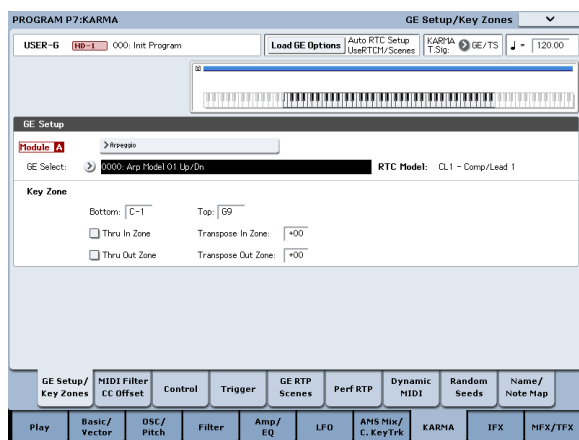 PROGRAM P7:KARMA GE Setup/Key Zones
USER-G HD-1 000: Init Program Load GE Options Auto RTC Setup UseRTCM/Scenes KARMA T.Sig: GE/TS ♩ = 120.00
GE Setup
Module A Arpeggio
GE Select: 0000: Arp Model 01 Up/Dn RTC Model: CL1 - Comp/Lead 1
Key Zone
Bottom: C-1 Top: G9
Thru In Zone Transpose In Zone: +00
Thru Out Zone Transpose Out Zone: +00
GE Setup/ Key Zones MIDI Filter CC Offset Control Trigger GE RTP Scenes Perf RTP Dynamic MIDI Random Seeds Name/ Note Map
Play Basic/ Vector OSC/ Pitch Filter Amp/ EQ LFO AMS Mix/ C. KeyTrk KARMA IFX MFX/TFX